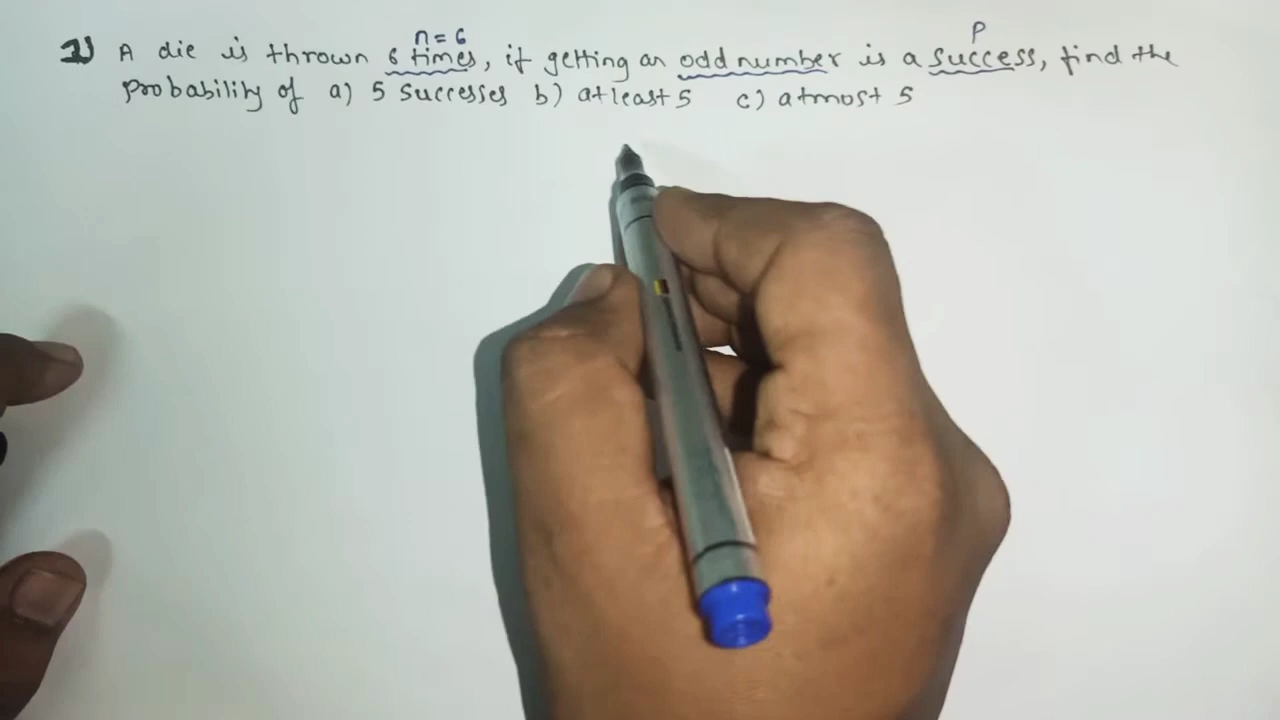 n = 6 P
2) A die is thrown 6 times, if getting an odd number is a success, find the
probability of a) 5 successes b) atleast 5 c) atmost 5